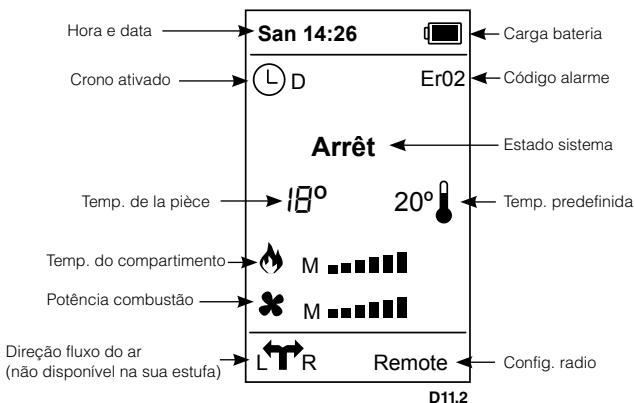 Hora e data
San 14:26
Carga bateria
Crono ativado
D
Er02
Código alarme
Arrêt
Estado sistema
Temp. de la pièce
18º
20º
Temp. predefinida
Temp. do compartimento
M
Potência combustão
M
Direção fluxo do ar
(não disponível na sua estufa)
L R
Remote
Config. radio
D11.2